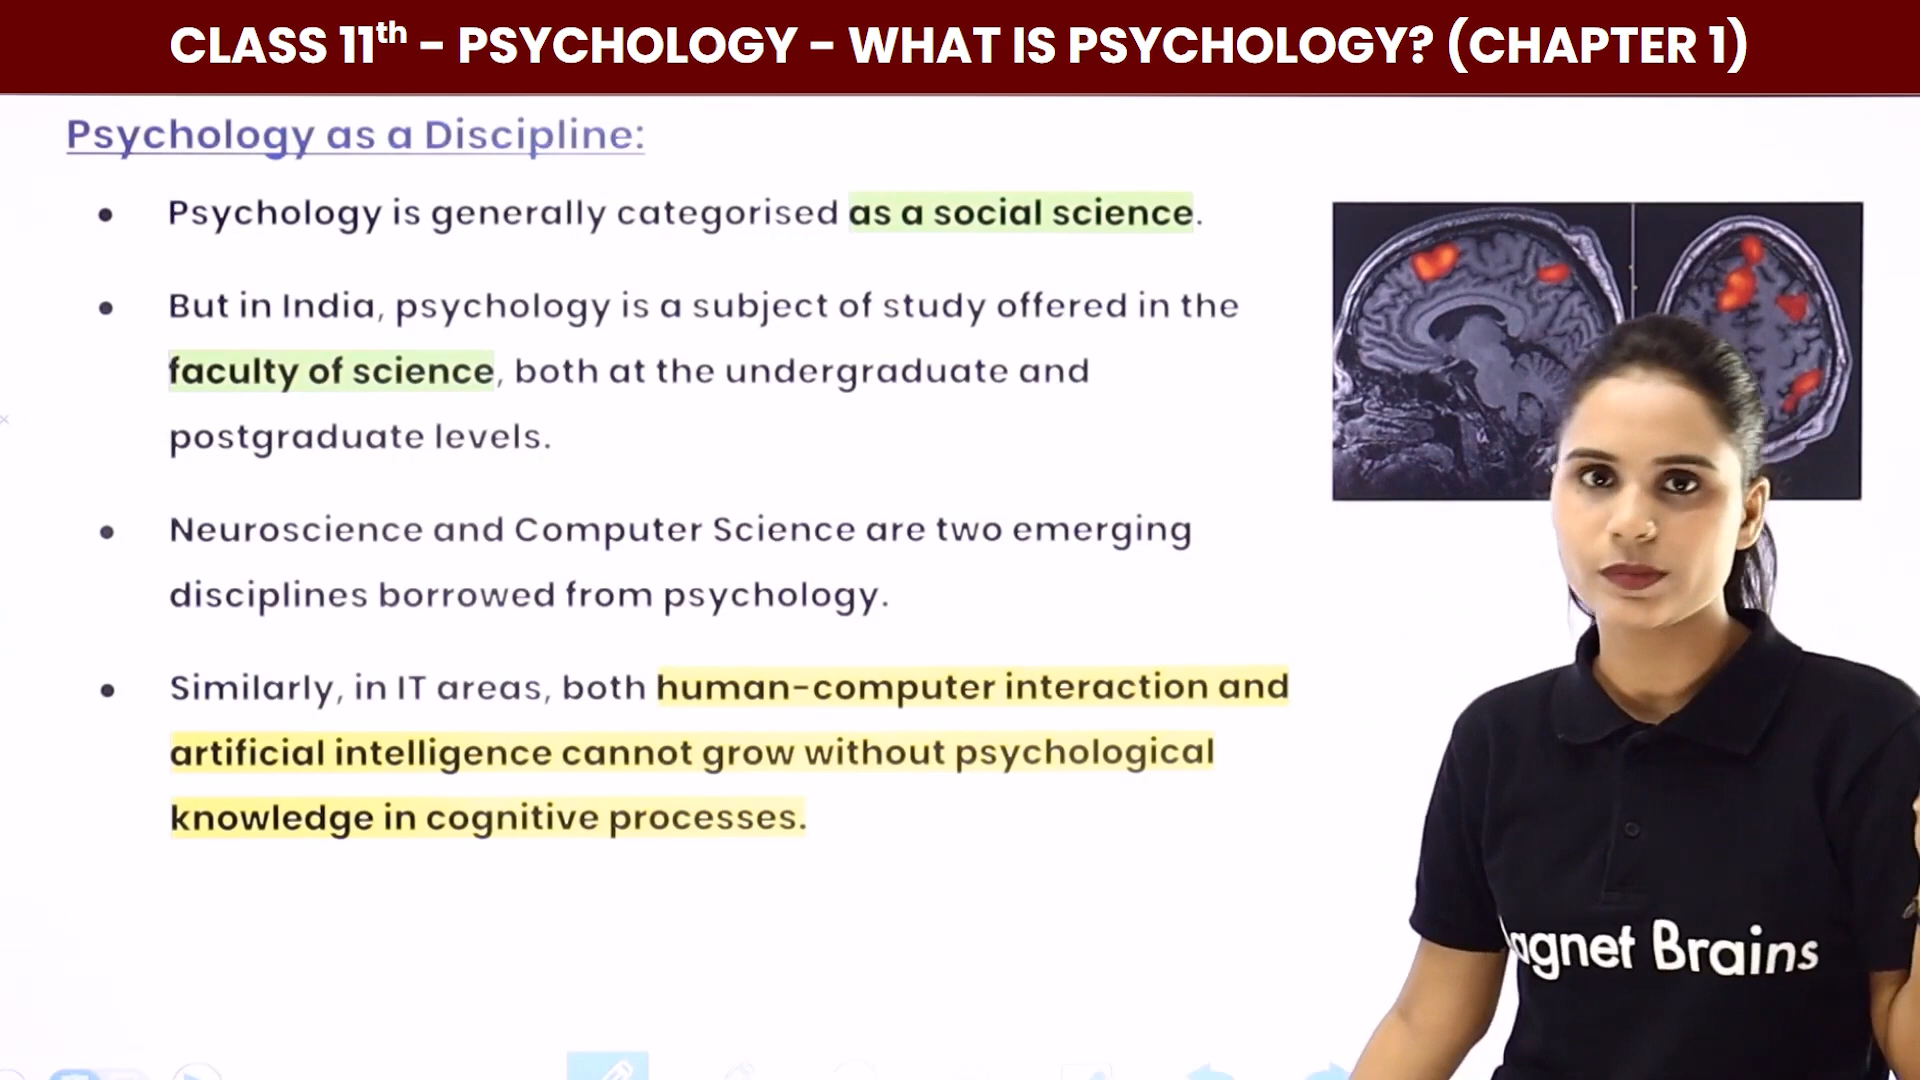 CLASS 11th – PSYCHOLOGY – WHAT IS PSYCHOLOGY? (CHAPTER 1)
Psychology as a Discipline:
• Psychology is generally categorised as a social science.
• But in India, psychology is a subject of study offered in the
faculty of science, both at the undergraduate and
postgraduate levels.
• Neuroscience and Computer Science are two emerging
disciplines borrowed from psychology.
• Similarly, in IT areas, both human-computer interaction and
artificial intelligence cannot grow without psychological
knowledge in cognitive processes.
agnet Brains